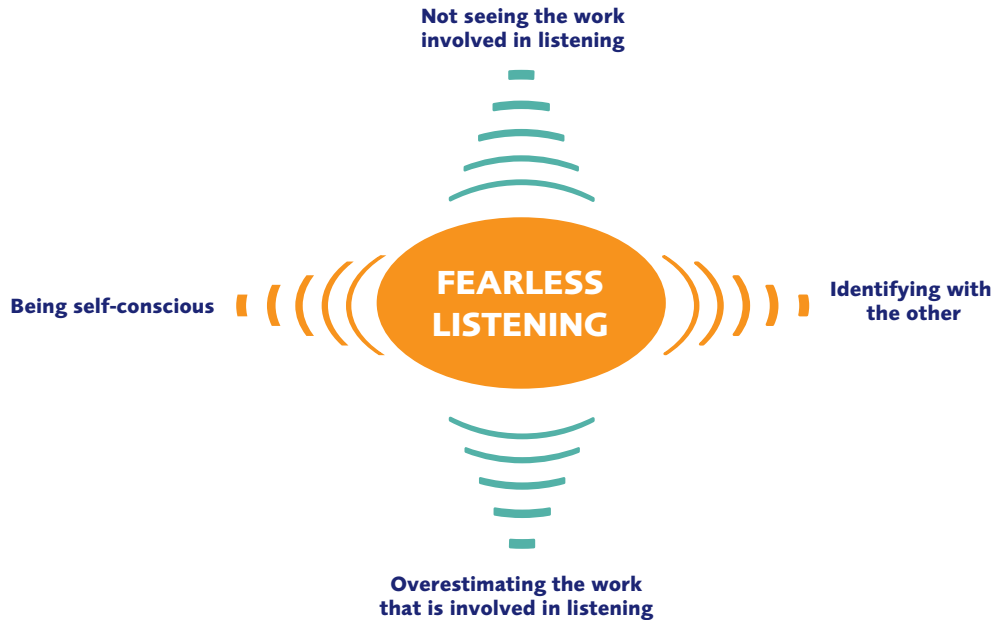 Not seeing the work
involved in listening
FEARLESS
LISTENING
Being self-conscious
Identifying with
the other
Overestimating the work
that is involved in listening